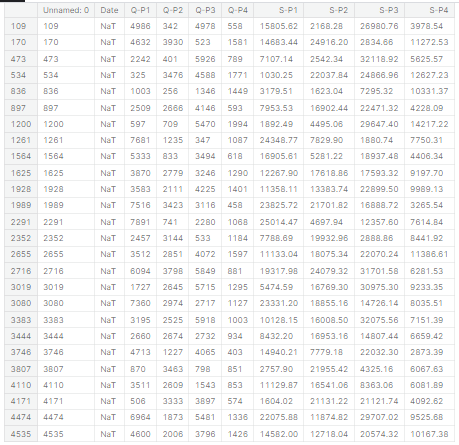 Unnamed: 0 Date Q-P1 Q-P2 Q-P3 Q-P4 S-P1 S-P2 S-P3 S-P4
109 109 NaT 4986 342 4978 558 15805.62 2168.28 26980.76 3978.54
170 170 NaT 4632 3930 523 1581 14683.44 24916.20 2834.66 11272.53
473 473 NaT 2242 401 5926 789 7107.14 2542.34 32118.92 5625.57
534 534 NaT 325 3476 4588 1771 1030.25 22037.84 24866.96 12627.23
836 836 NaT 1003 256 1346 1449 3179.51 1623.04 7295.32 10331.37
897 897 NaT 2509 2666 4146 593 7953.53 16902.44 22471.32 4228.09
1200 1200 NaT 597 709 5470 1994 1892.49 4495.06 29647.40 14217.22
1261 1261 NaT 7681 1235 347 1087 24348.77 7829.90 1880.74 7750.31
1564 1564 NaT 5333 833 3494 618 16905.61 5281.22 18937.48 4406.34
1625 1625 NaT 3870 2779 3246 1290 12267.90 17618.86 17593.32 9197.70
1928 1928 NaT 3583 2111 4225 1401 11358.11 13383.74 22899.50 9989.13
1989 1989 NaT 7516 3423 3116 458 23825.72 21701.82 16888.72 3265.54
2291 2291 NaT 7891 741 2280 1068 25014.47 4697.94 12357.60 7614.84
2352 2352 NaT 2457 3144 533 1184 7788.69 19932.96 2888.86 8441.92
2655 2655 NaT 3512 2851 4072 1597 11133.04 18075.34 22070.24 11386.61
2716 2716 NaT 6094 3798 5849 881 19317.98 24079.32 31701.58 6281.53
3019 3019 NaT 1727 2645 5715 1295 5474.59 16769.30 30975.30 9233.35
3080 3080 NaT 7360 2974 2717 1127 23331.20 18855.16 14726.14 8035.51
3383 3383 NaT 3195 2525 5918 1003 10128.15 16008.50 32075.56 7151.39
3444 3444 NaT 2660 2674 2732 934 8432.20 16953.16 14807.44 6659.42
3746 3746 NaT 4713 1227 4065 403 14940.21 7779.18 22032.30 2873.39
3807 3807 NaT 870 3463 798 851 2757.90 21955.42 4325.16 6067.63
4110 4110 NaT 3511 2609 1543 853 11129.87 16541.06 8363.06 6081.89
4171 4171 NaT 506 3333 3897 574 1604.02 21131.22 21121.74 4092.62
4474 4474 NaT 6964 1873 5481 1336 22075.88 11874.82 29707.02 9525.68
4535 4535 NaT 4600 2006 3796 1426 14582.00 12718.04 20574.32 10167.38